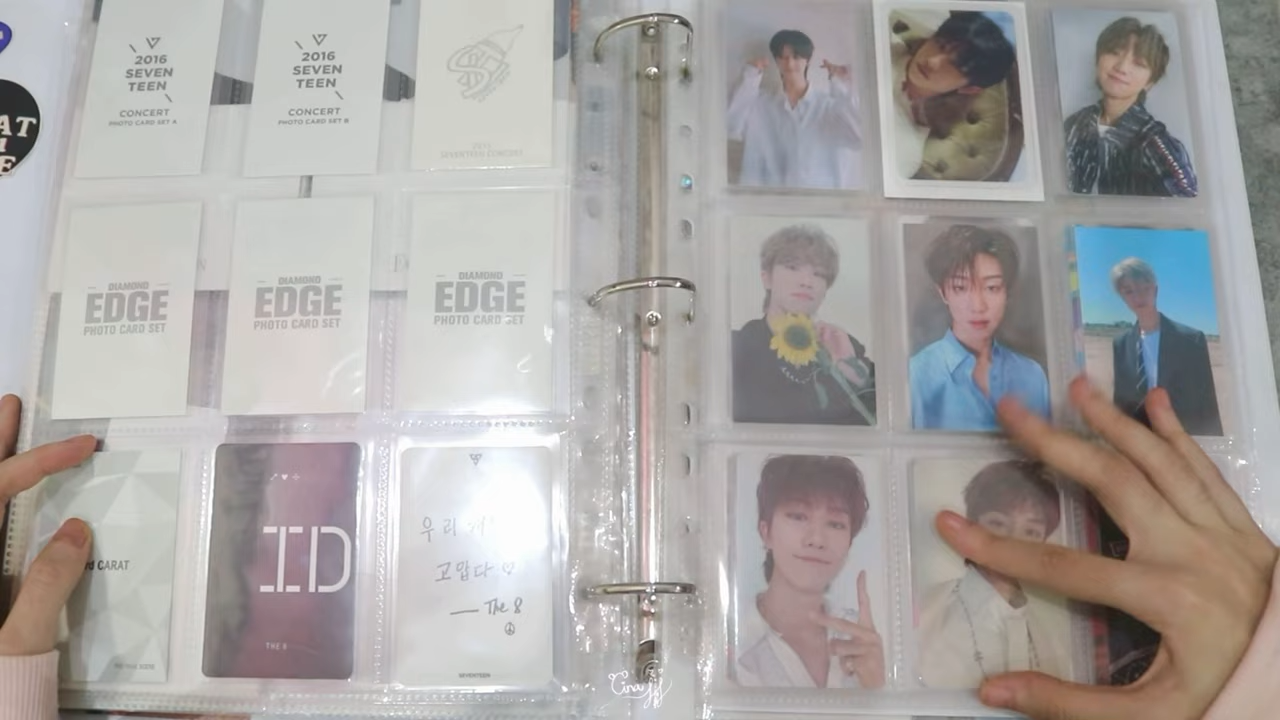 2016
SEVEN
TEEN
CONCERT
PHOTO CARD SET A
2016
SEVEN
TEEN
CONCERT
PHOTO CARD SET B
SEVENTEEN CONCERT
DIAMOND
EDGE
PHOTO CARD SET
DIAMOND
EDGE
PHOTO CARD SET
DIAMOND
EDGE
PHOTO CARD SET
CARAT
ID
THE 8
우리
고맙다 ♡
— The 8
SEVENTEEN
AT
E